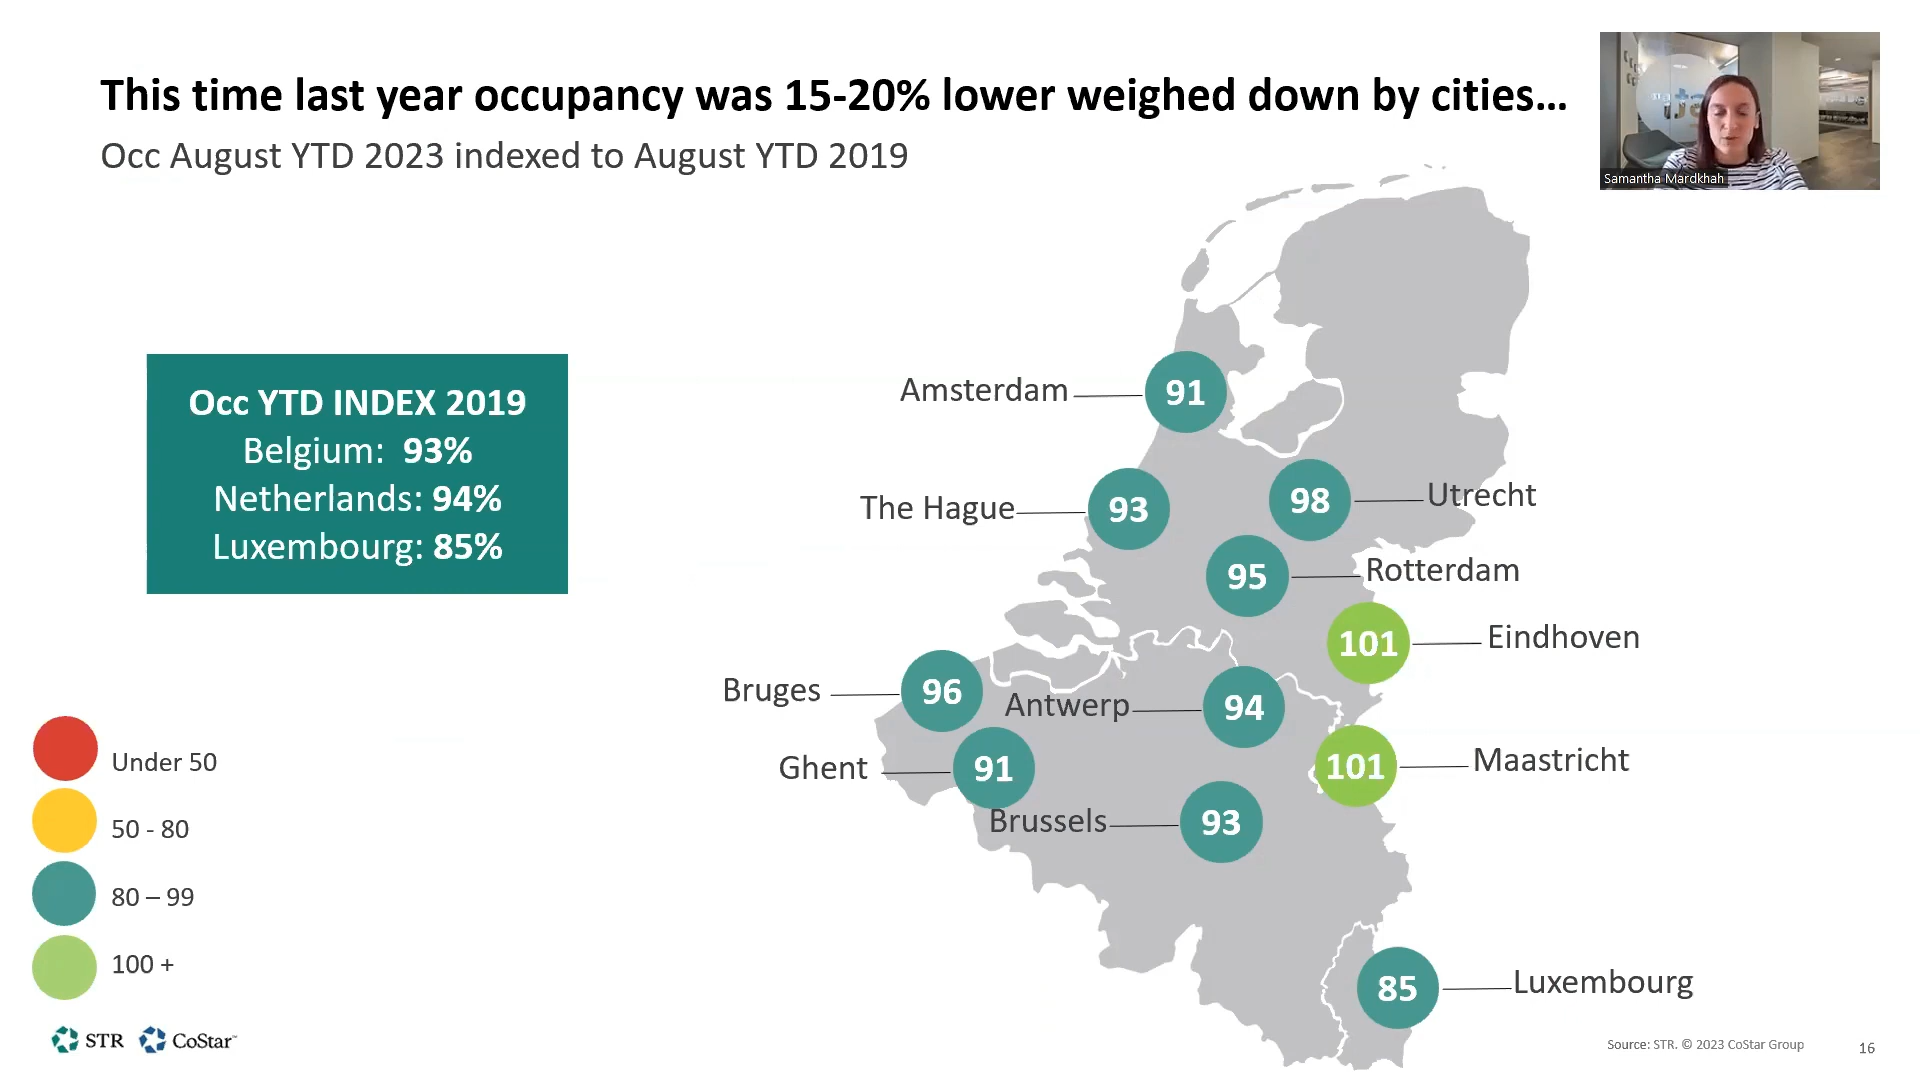 This time last year occupancy was 15-20% lower weighed down by cities…
Occ August YTD 2023 indexed to August YTD 2019
Samantha Mardkhah
Occ YTD INDEX 2019
Belgium: 93%
Netherlands: 94%
Luxembourg: 85%
Amsterdam 91
The Hague 93
98 Utrecht
95 Rotterdam
101 Eindhoven
Bruges 96
Antwerp 94
Ghent 91
101 Maastricht
Brussels 93
85 Luxembourg
Under 50
50 - 80
80 – 99
100 +
STR CoStar™
Source: STR. © 2023 CoStar Group
16